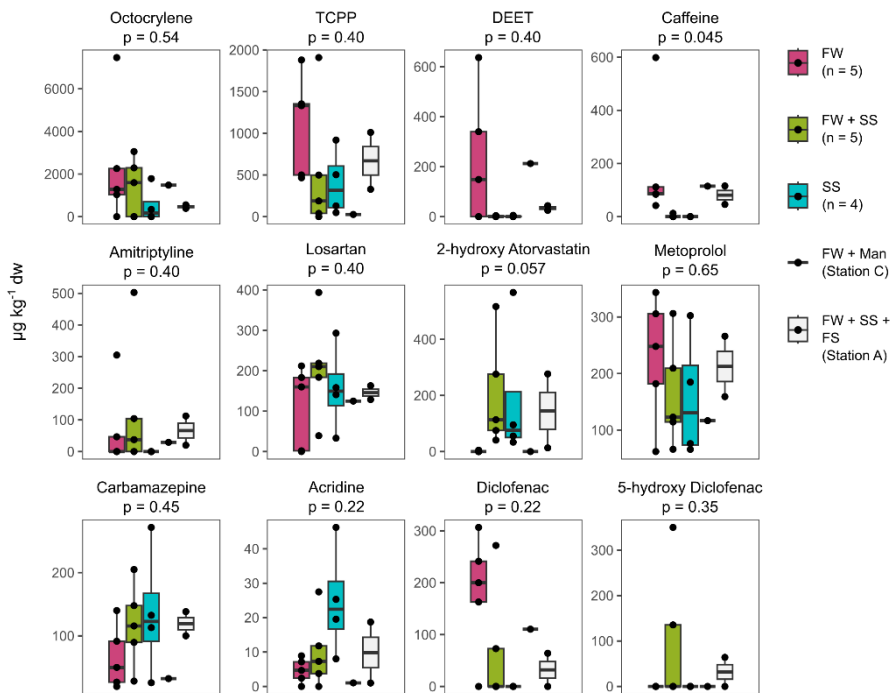 Octocrylene
p = 0.54
TCPP
p = 0.40
DEET
p = 0.40
Caffeine
p = 0.045
6000
4000
2000
0
2000
1500
1000
500
0
600
400
200
0
600
400
200
0
Amitriptyline
p = 0.40
Losartan
p = 0.40
2-hydroxy Atorvastatin
p = 0.057
Metoprolol
p = 0.65
500
400
300
200
100
0
400
300
200
100
0
400
200
0
300
200
100
Carbamazepine
p = 0.45
Acridine
p = 0.22
Diclofenac
p = 0.22
5-hydroxy Diclofenac
p = 0.35
200
100
40
20
10
0
300
200
100
0
300
200
100
0
µg kg⁻¹ dw
FW
(n = 5)
FW + SS
(n = 5)
SS
(n = 4)
FW + Man
(Station C)
FW + SS +
FS
(Station A)